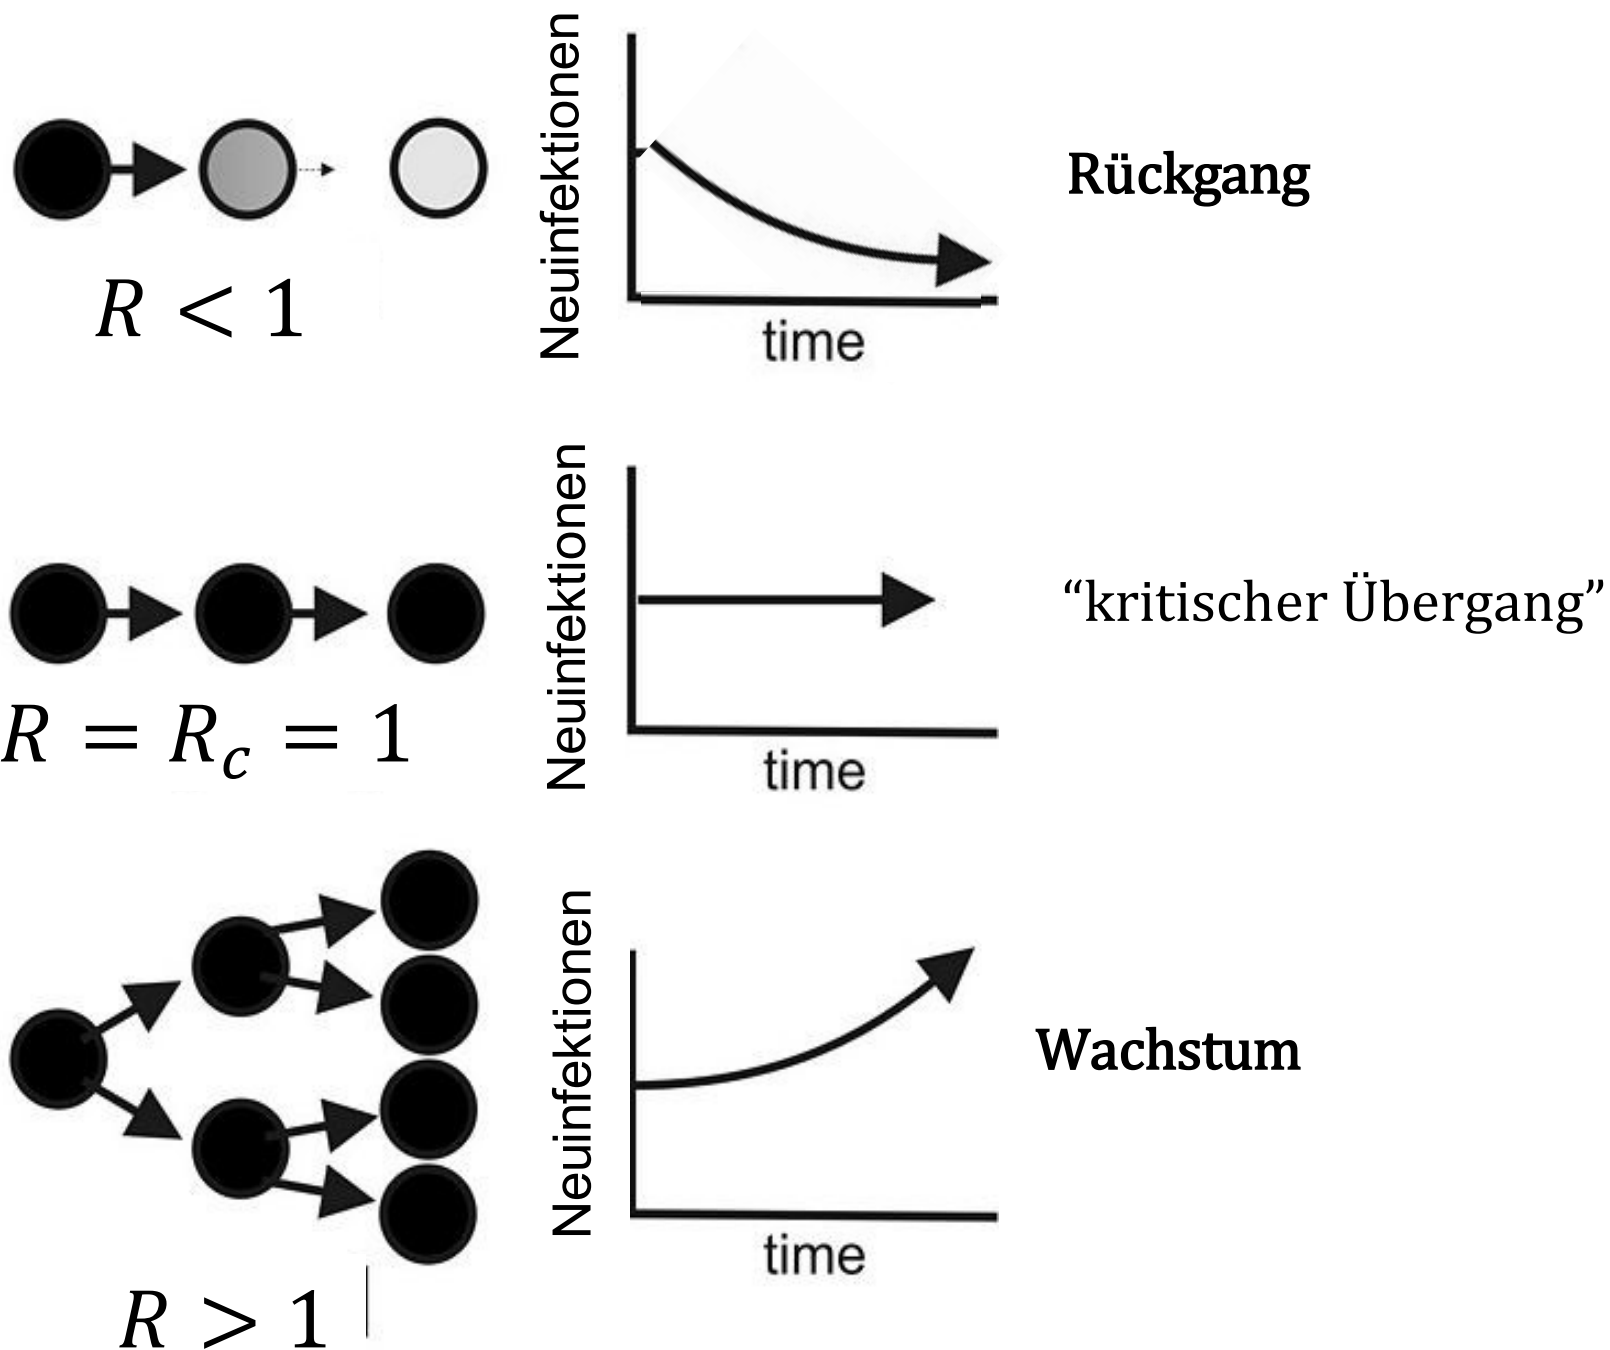 Neuinfektionen
Rückgang
R < 1
time
Neuinfektionen
“kritischer Übergang”
R = R_c = 1
time
Neuinfektionen
Wachstum
R > 1
time